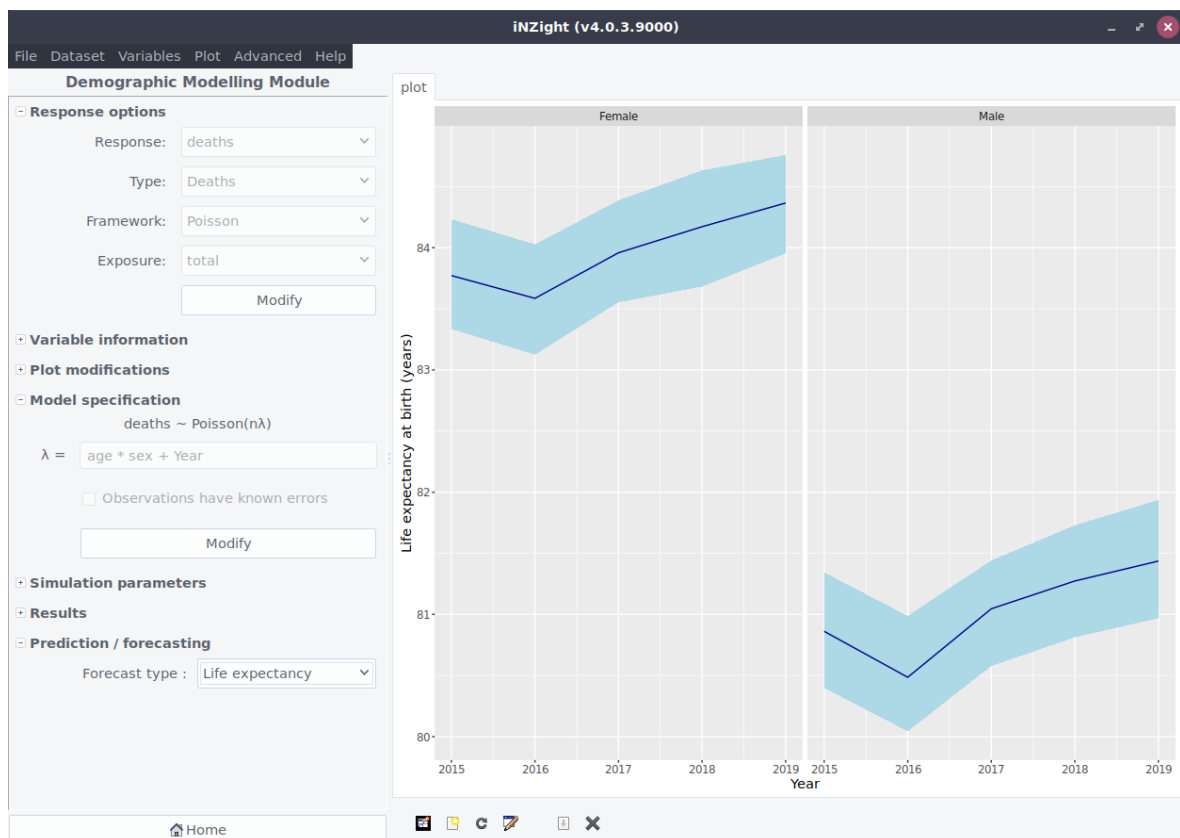 iNZight (v4.0.3.9000)
File Dataset Variables Plot Advanced Help
Demographic Modelling Module
Response options
Response: deaths
Type: Deaths
Framework: Poisson
Exposure: total
Modify
Variable information
Plot modifications
Model specification
deaths ~ Poisson(nλ)
λ = age * sex + Year
Observations have known errors
Modify
Simulation parameters
Results
Prediction / forecasting
Forecast type : Life expectancy
Home
plot
Female Male
Life expectancy at birth (years)
84
83
82
81
80
2015 2016 2017 2018 2019 2015 2016 2017 2018 2019
Year